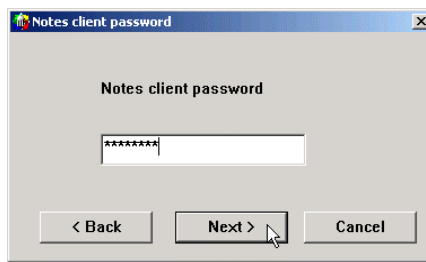 Notes client password
Notes client password
********
< Back
Next >
Cancel